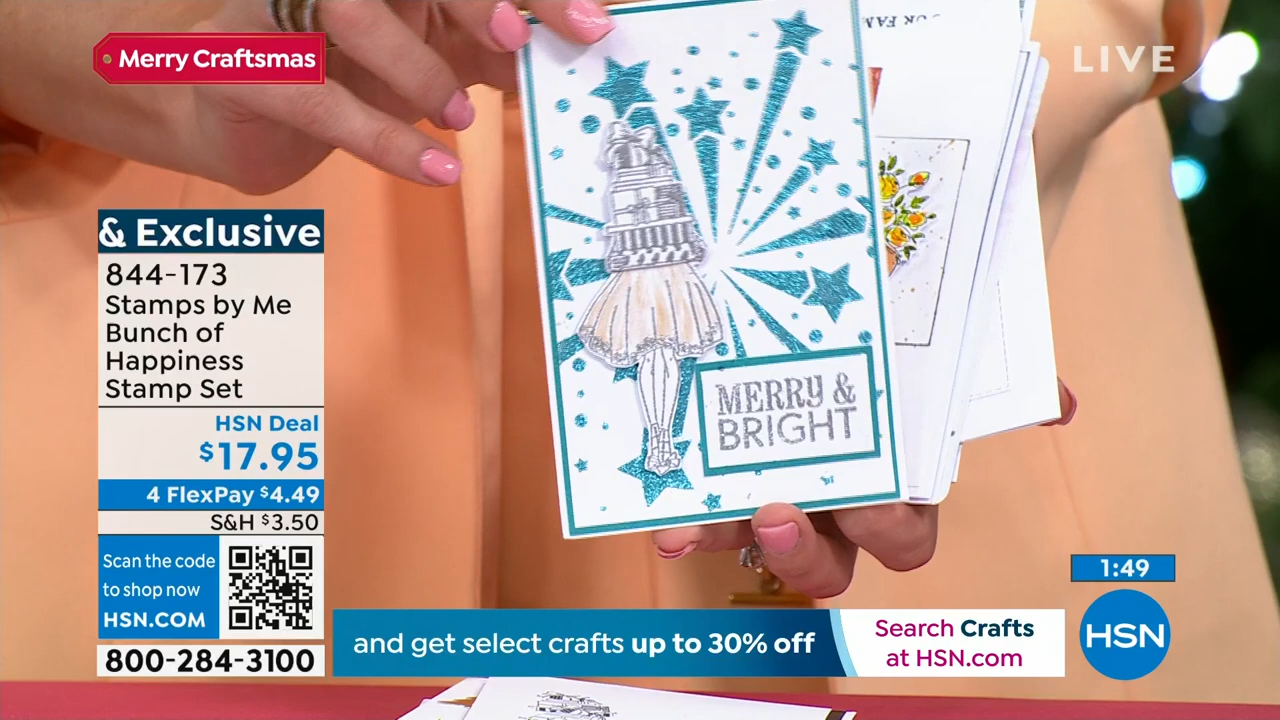 Merry Craftsmas
LIVE
& Exclusive
844-173
Stamps by Me
Bunch of
Happiness
Stamp Set
HSN Deal
$17.95
4 FlexPay $4.49
S&H $3.50
Scan the code
to shop now
HSN.COM
800-284-3100
MERRY &
BRIGHT
OUR FAM
1:49
and get select crafts up to 30% off
Search Crafts
at HSN.com
HSN